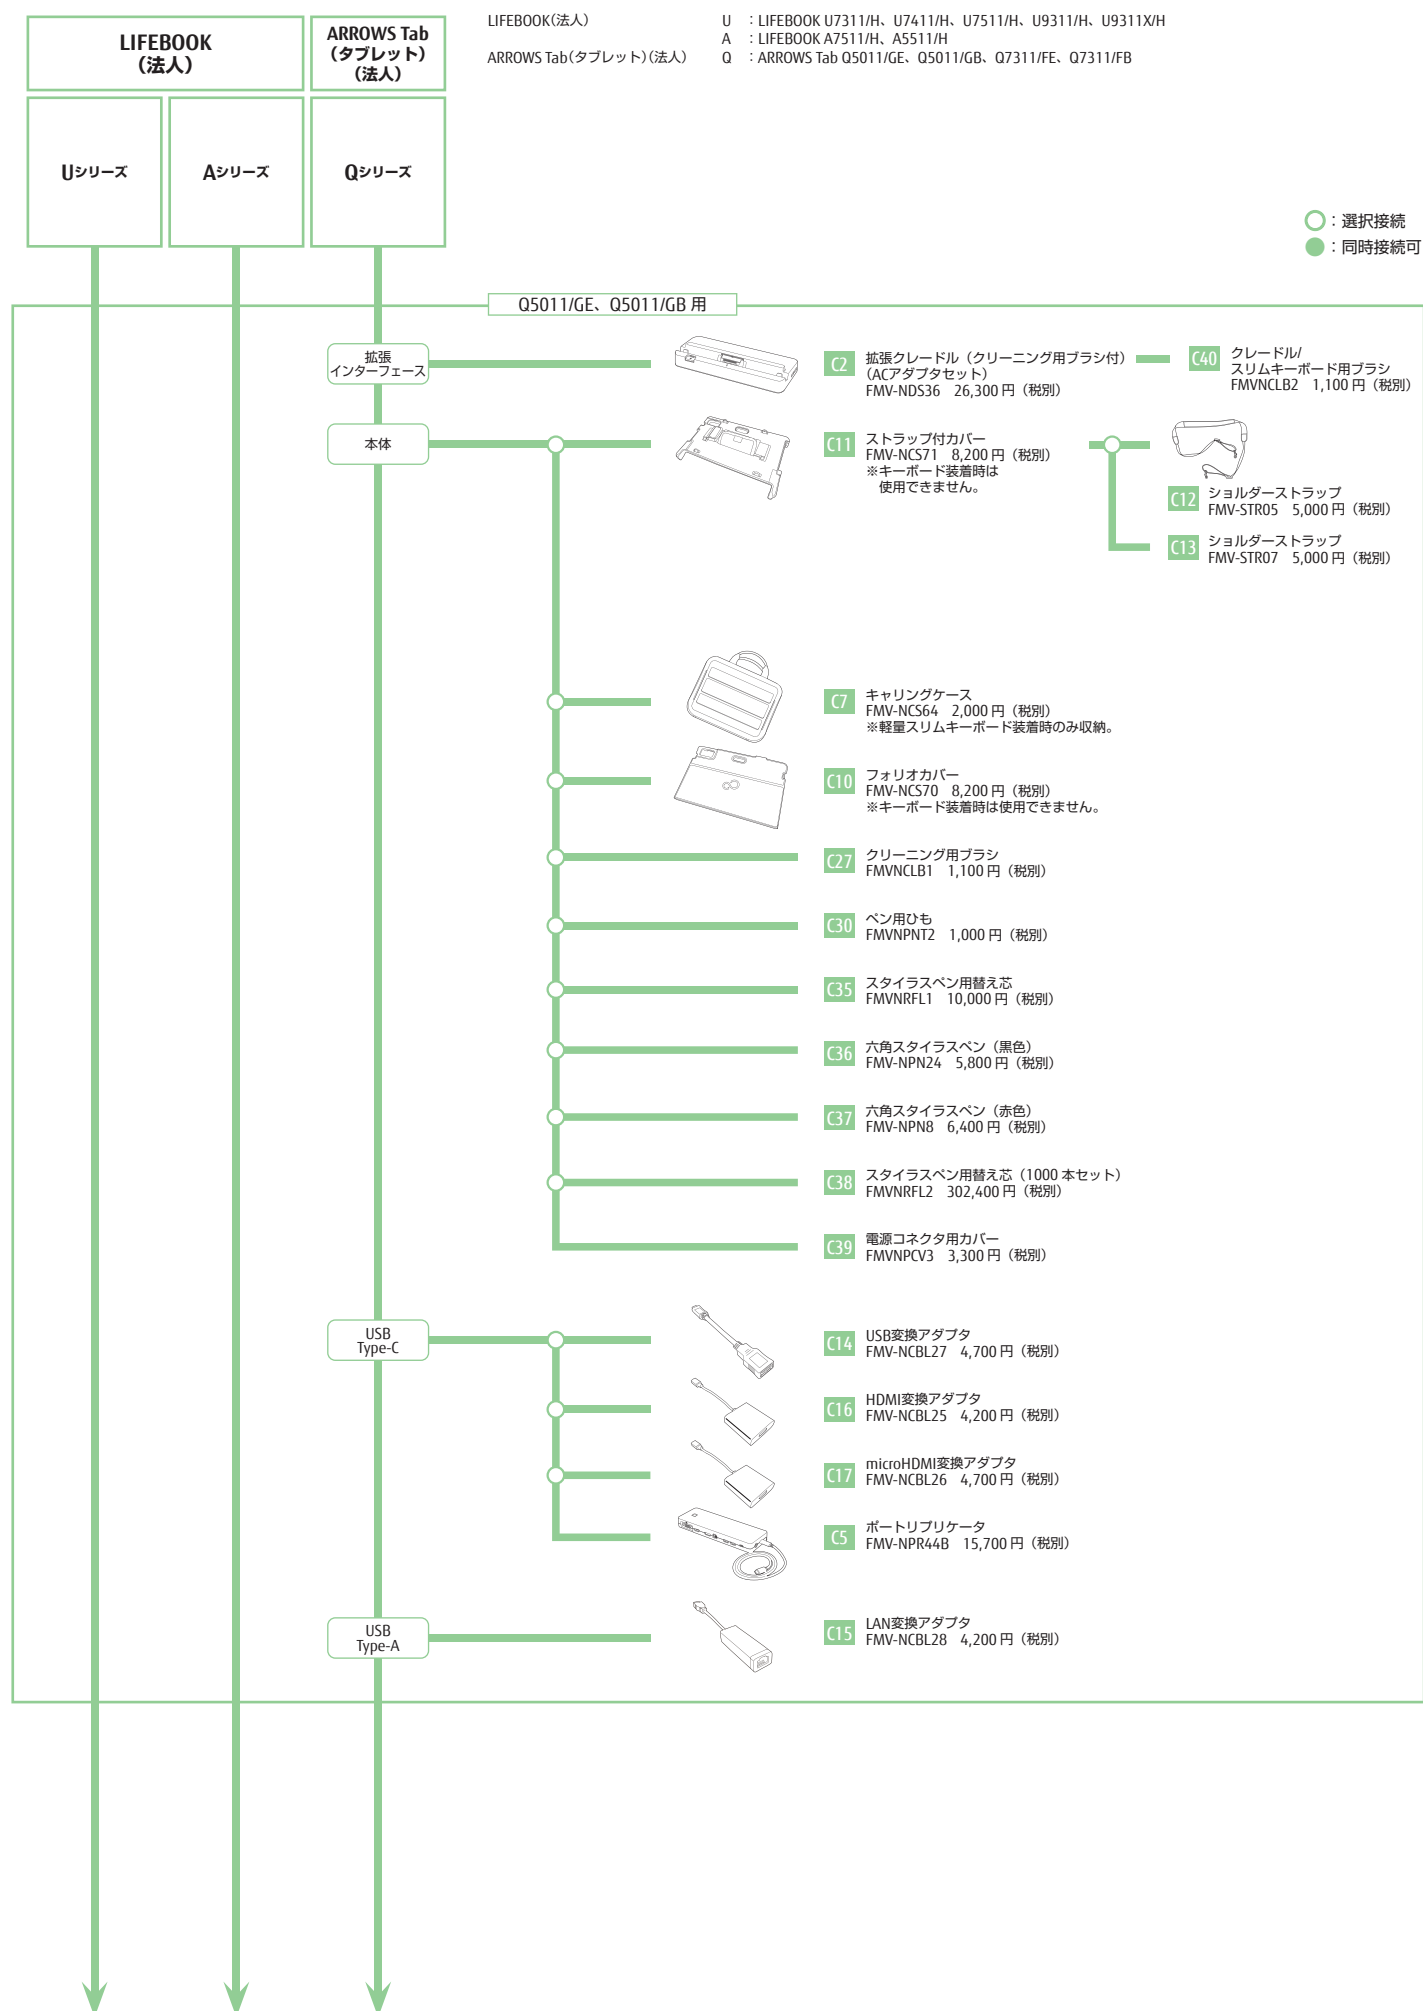 LIFEBOOK
（法人）
ARROWS Tab
（タブレット）
（法人）
LIFEBOOK(法人) U ：LIFEBOOK U7311/H、U7411/H、U7511/H、U9311/H、U9311X/H
A ：LIFEBOOK A7511/H、A5511/H
ARROWS Tab(タブレット)(法人) Q ：ARROWS Tab Q5011/GE、Q5011/GB、Q7311/FE、Q7311/FB
Uシリーズ
Aシリーズ
Qシリーズ
：選択接続
：同時接続可
Q5011/GE、Q5011/GB 用
拡張
インターフェース
C2 拡張クレードル（クリーニング用ブラシ付）
（ACアダプタセット）
FMV-NDS36 26,300 円（税別）
C40 クレードル/
スリムキーボード用ブラシ
FMVNCLB2 1,100 円（税別）
本体
C11 ストラップ付カバー
FMV-NCS71 8,200 円（税別）
※キーボード装着時は
使用できません。
C12 ショルダーストラップ
FMV-STR05 5,000 円（税別）
C13 ショルダーストラップ
FMV-STR07 5,000 円（税別）
C7 キャリングケース
FMV-NCS64 2,000 円（税別）
※軽量スリムキーボード装着時のみ収納。
C10 フォリオカバー
FMV-NCS70 8,200 円（税別）
※キーボード装着時は使用できません。
C27 クリーニング用ブラシ
FMVNCLB1 1,100 円（税別）
C30 ペン用ひも
FMVNPNT2 1,000 円（税別）
C35 スタイラスペン用替え芯
FMVNRFL1 10,000 円（税別）
C36 六角スタイラスペン（黒色）
FMV-NPN24 5,800 円（税別）
C37 六角スタイラスペン（赤色）
FMV-NPN8 6,400 円（税別）
C38 スタイラスペン用替え芯（1000 本セット）
FMVNRFL2 302,400 円（税別）
C39 電源コネクタ用カバー
FMVNPCV3 3,300 円（税別）
USB
Type-C
C14 USB変換アダプタ
FMV-NCBL27 4,700 円（税別）
C16 HDMI変換アダプタ
FMV-NCBL25 4,200 円（税別）
C17 microHDMI変換アダプタ
FMV-NCBL26 4,700 円（税別）
C5 ポートリプリケータ
FMV-NPR44B 15,700 円（税別）
USB
Type-A
C15 LAN変換アダプタ
FMV-NCBL28 4,200 円（税別）